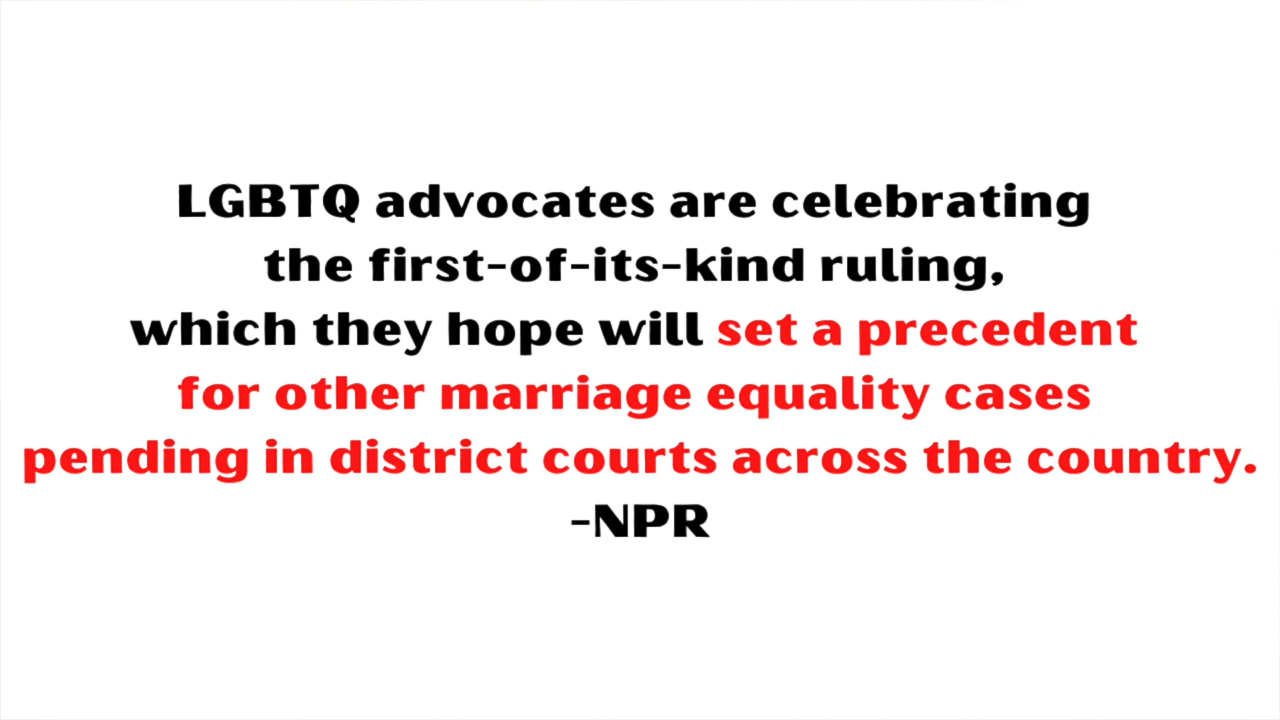 LGBTQ advocates are celebrating
the first-of-its-kind ruling,
which they hope will set a precedent
for other marriage equality cases
pending in district courts across the country.
-NPR